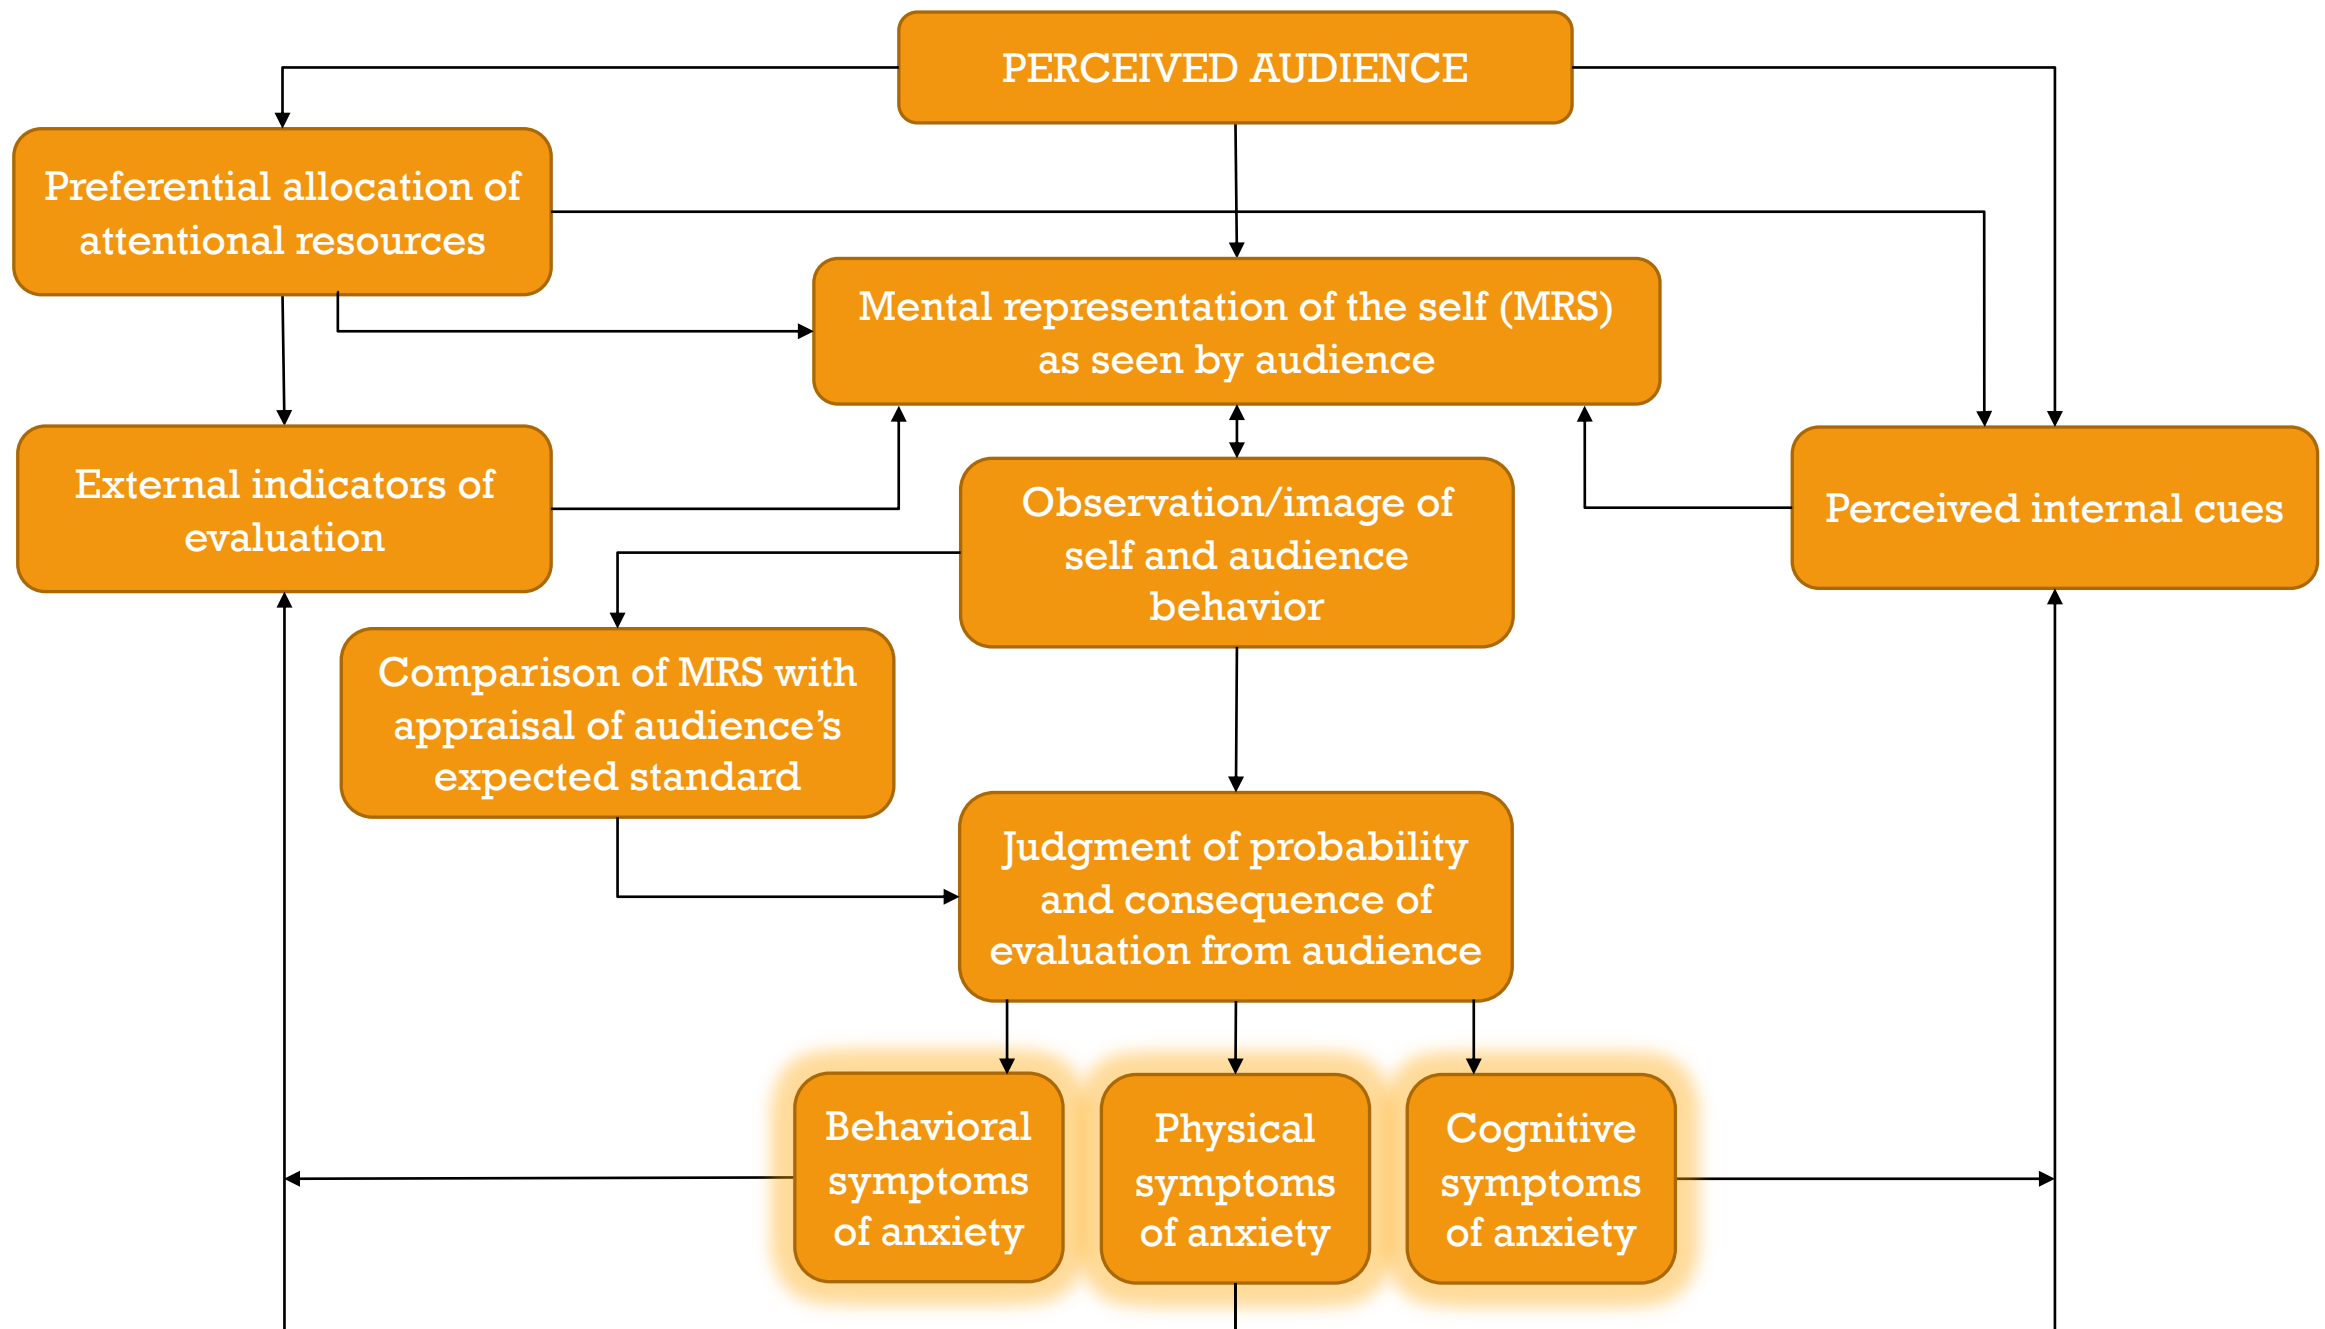 PERCEIVED AUDIENCE
Preferential allocation of
attentional resources
Mental representation of the self (MRS)
as seen by audience
External indicators of
evaluation
Observation/image of
self and audience
behavior
Perceived internal cues
Comparison of MRS with
appraisal of audience’s
expected standard
Judgment of probability
and consequence of
evaluation from audience
Behavioral
symptoms
of anxiety
Physical
symptoms
of anxiety
Cognitive
symptoms
of anxiety